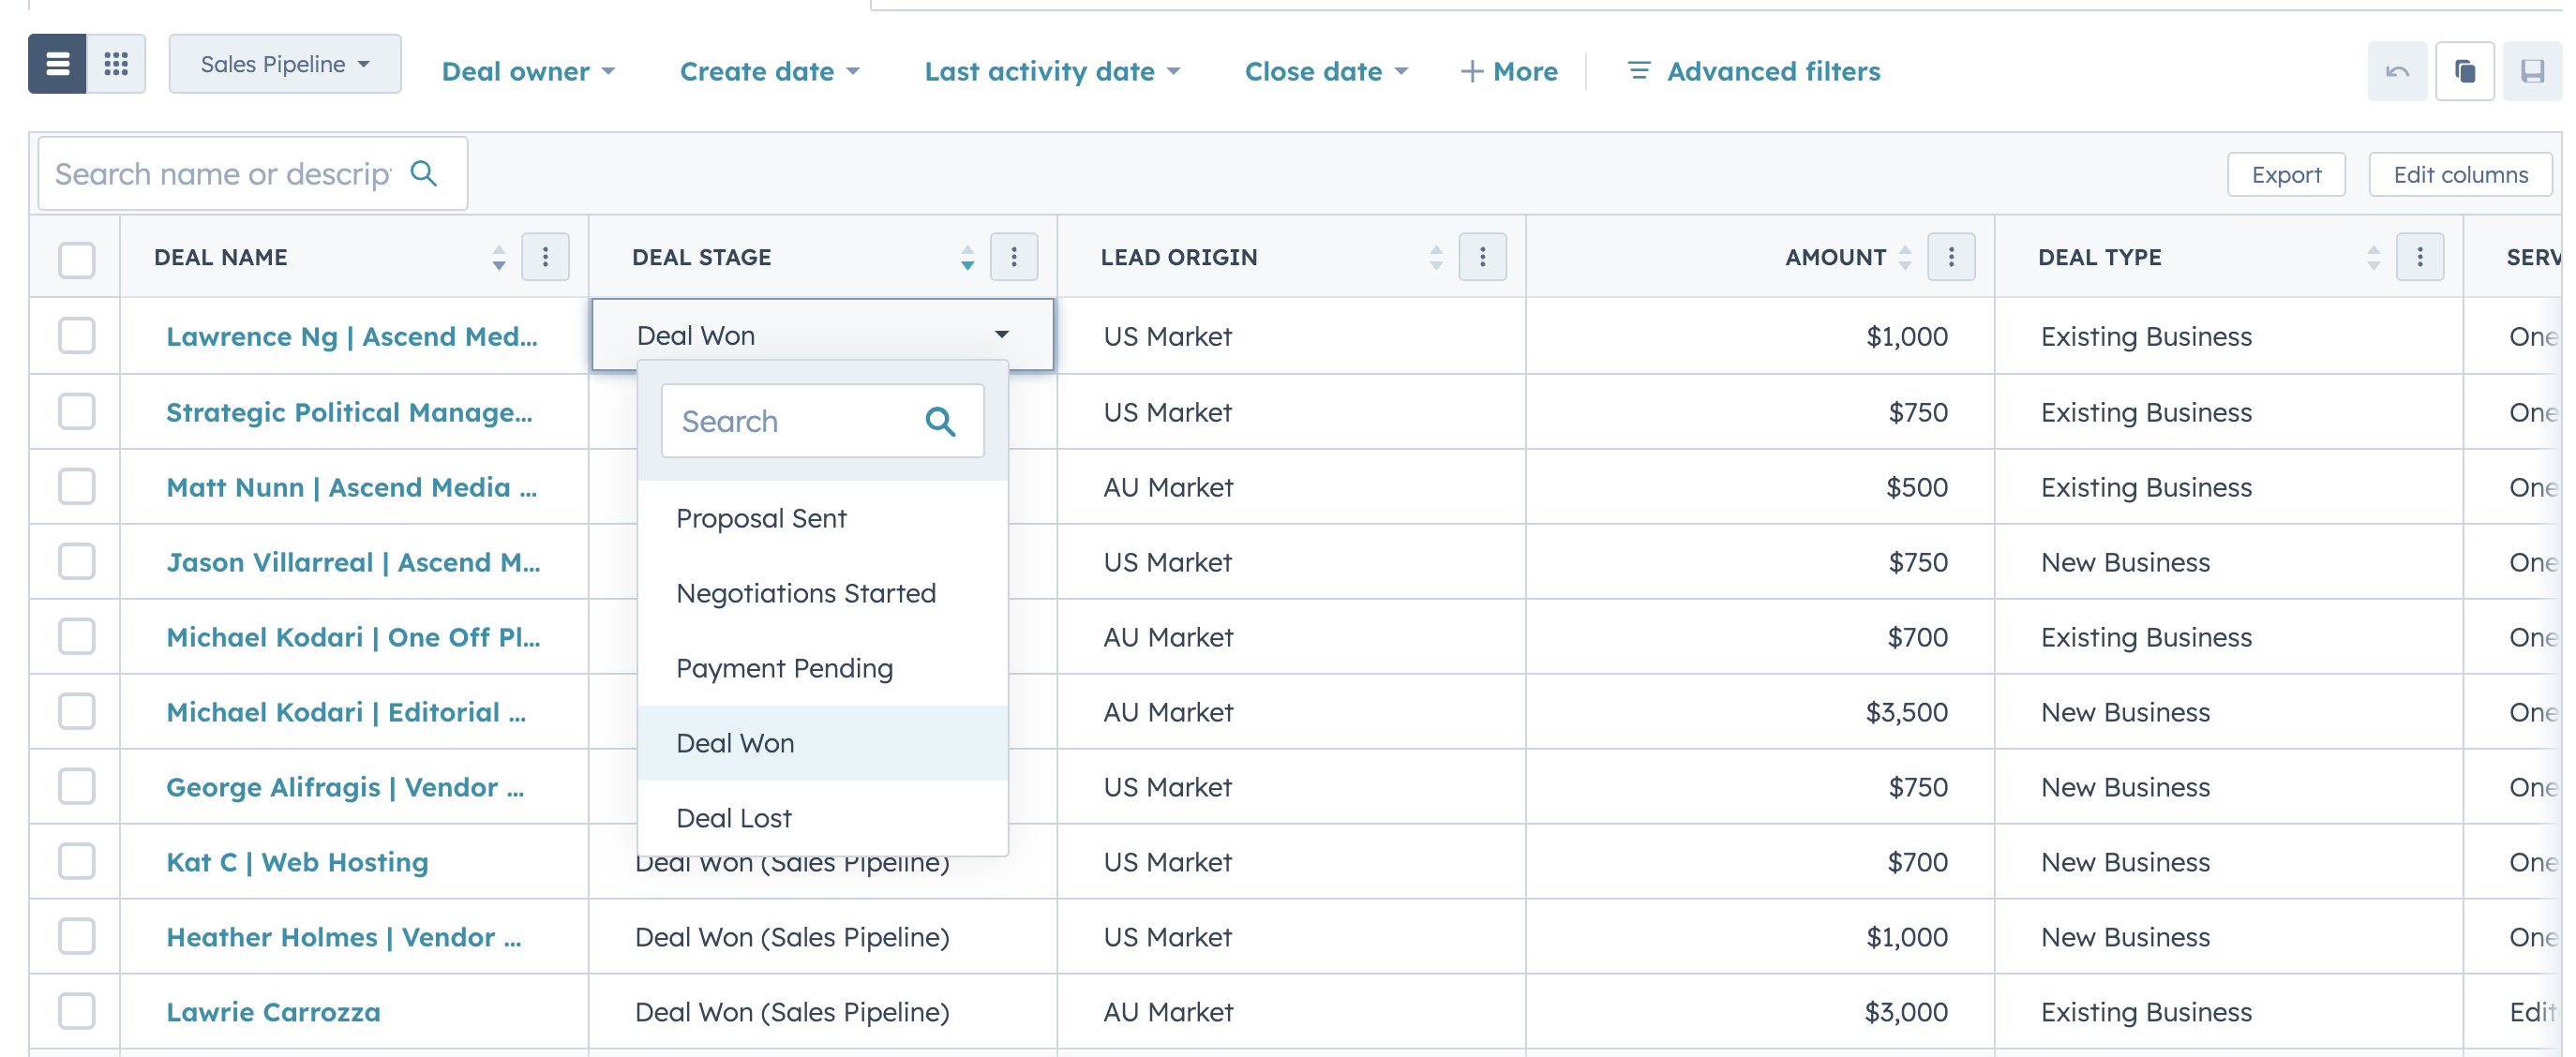 Sales Pipeline Deal owner Create date Last activity date Close date + More Advanced filters
Search name or descrip Export Edit columns
DEAL NAME DEAL STAGE LEAD ORIGIN AMOUNT DEAL TYPE SERV
Lawrence Ng | Ascend Med... Deal Won US Market $1,000 Existing Business One
Strategic Political Manage... US Market $750 Existing Business One
Search
Matt Nunn | Ascend Media ... AU Market $500 Existing Business One
Proposal Sent
Jason Villarreal | Ascend M... US Market $750 New Business One
Negotiations Started
Michael Kodari | One Off Pl... AU Market $700 Existing Business One
Payment Pending
Michael Kodari | Editorial ... AU Market $3,500 New Business One
Deal Won
George Alifragis | Vendor ... US Market $750 New Business One
Deal Lost
Kat C | Web Hosting Deal Won (Sales Pipeline) US Market $700 New Business One
Heather Holmes | Vendor ... Deal Won (Sales Pipeline) US Market $1,000 New Business One
Lawrie Carrozza Deal Won (Sales Pipeline) AU Market $3,000 Existing Business Edit